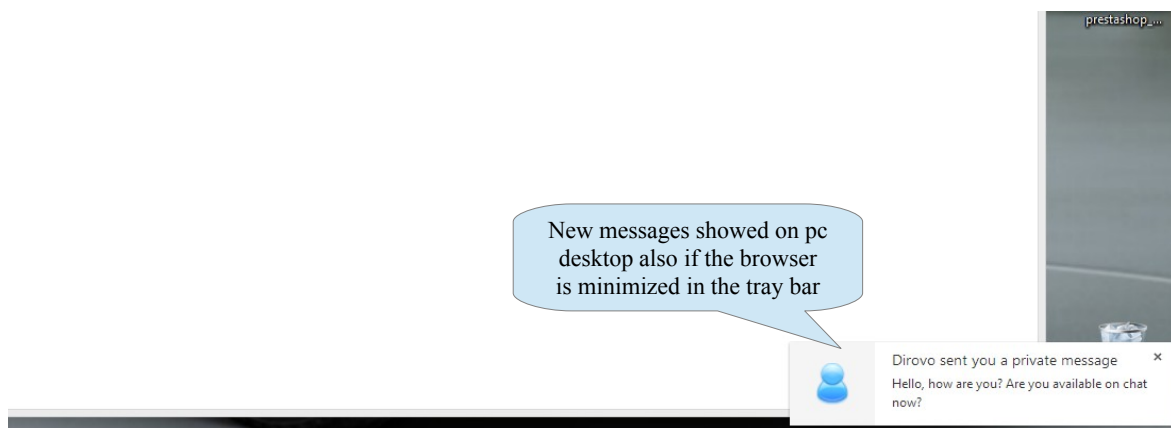 prestashop_...
New messages showed on pc
desktop also if the browser
is minimized in the tray bar
Dirovo sent you a private message
Hello, how are you? Are you available on chat
now?